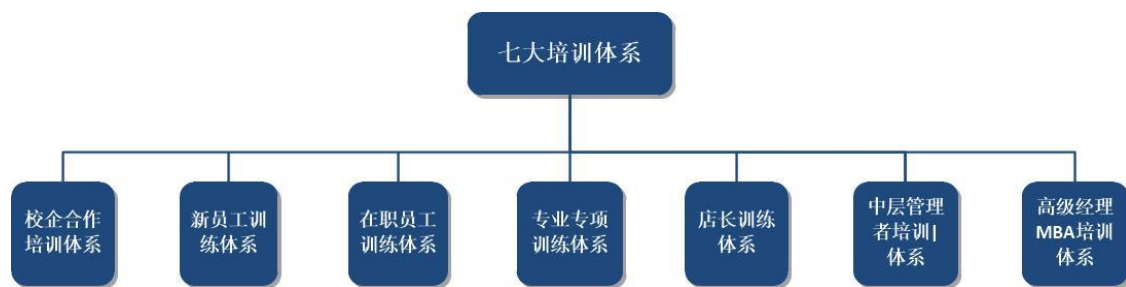 七大培训体系
校企合作
培训体系
新员工训
练体系
在职员工
训练体系
专业专项
训练体系
店长训练
体系
中层管理
者培训|
体系
高级经理
MBA培训
体系